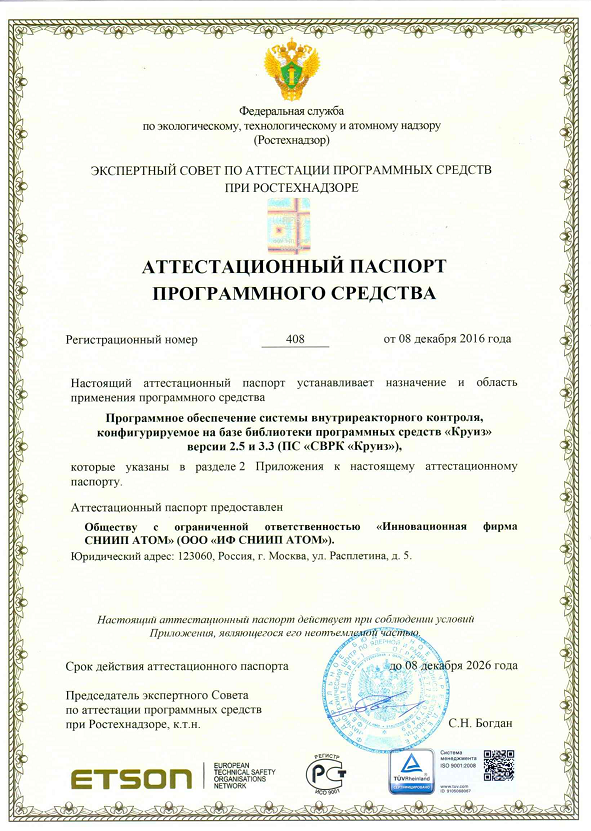 Федеральная служба
по экологическому, технологическому и атомному надзору
(Ростехнадзор)
ЭКСПЕРТНЫЙ СОВЕТ ПО АТТЕСТАЦИИ ПРОГРАММНЫХ СРЕДСТВ
ПРИ РОСТЕХНАДЗОРЕ
АТТЕСТАЦИОННЫЙ ПАСПОРТ
ПРОГРАММНОГО СРЕДСТВА
Регистрационный номер 408 от 08 декабря 2016 года
Настоящий аттестационный паспорт устанавливает назначение и область
применения программного средства
Программное обеспечение системы внутриреакторного контроля,
конфигурируемое на базе библиотеки программных средств «Круиз»
версии 2.5 и 3.3 (ПС «СВРК «Круиз»),
которые указаны в разделе 2 Приложения к настоящему аттестационному
паспорту.
Аттестационный паспорт предоставлен
Обществу с ограниченной ответственностью «Инновационная фирма
СНИИП АТОМ» (ООО «ИФ СНИИП АТОМ»).
Юридический адрес: 123060, Россия, г. Москва, ул. Расплетина, д. 5.
Настоящий аттестационный паспорт действует при соблюдении условий
Приложения, являющегося его неотъемлемой частью.
Срок действия аттестационного паспорта до 08 декабря 2026 года
Председатель экспертного Совета
по аттестации программных средств
при Ростехнадзоре, к.т.н. С.Н. Богдан
ETSON
EUROPEAN
TECHNICAL SAFETY
ORGANISATIONS
NETWORK
РЕГИСТР
ИСО 9001
TÜVRheinland
СЕРТИФИЦИРОВАНО
Система
менеджмента
ISO 9001:2008
www.tuv.com